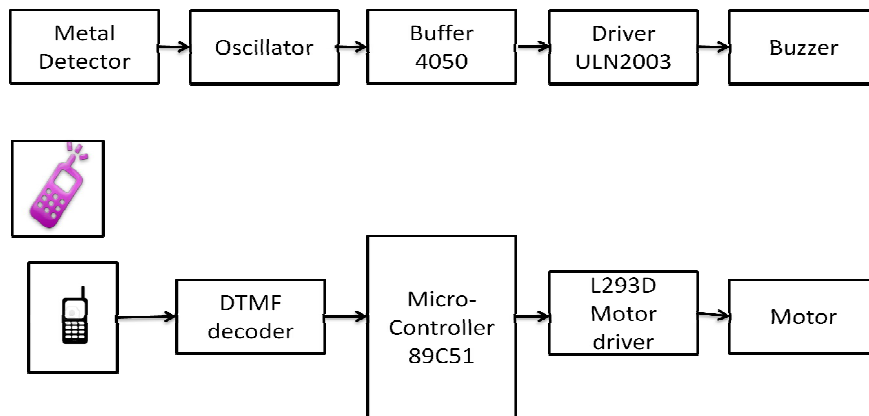 Metal
Detector
Oscillator
Buffer
4050
Driver
ULN2003
Buzzer
DTMF
decoder
Micro-
Controller
89C51
L293D
Motor
driver
Motor